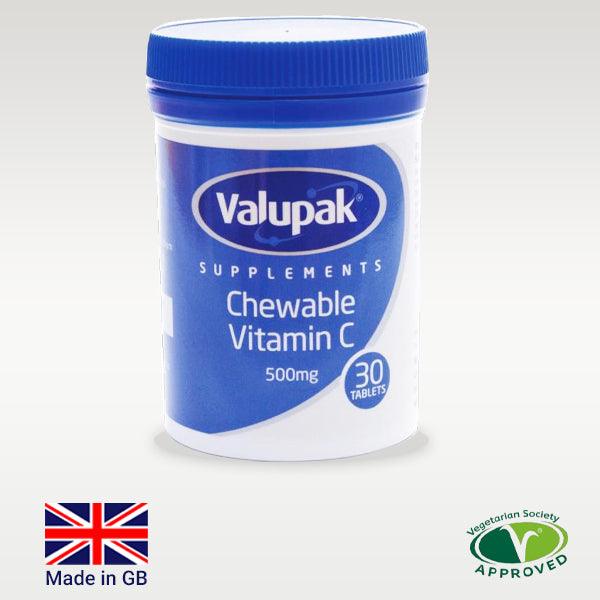 Valupak®
SUPPLEMENTS
Chewable
Vitamin C
500mg
30
TABLETS
Made in GB
Vegetarian Society
V
APPROVED